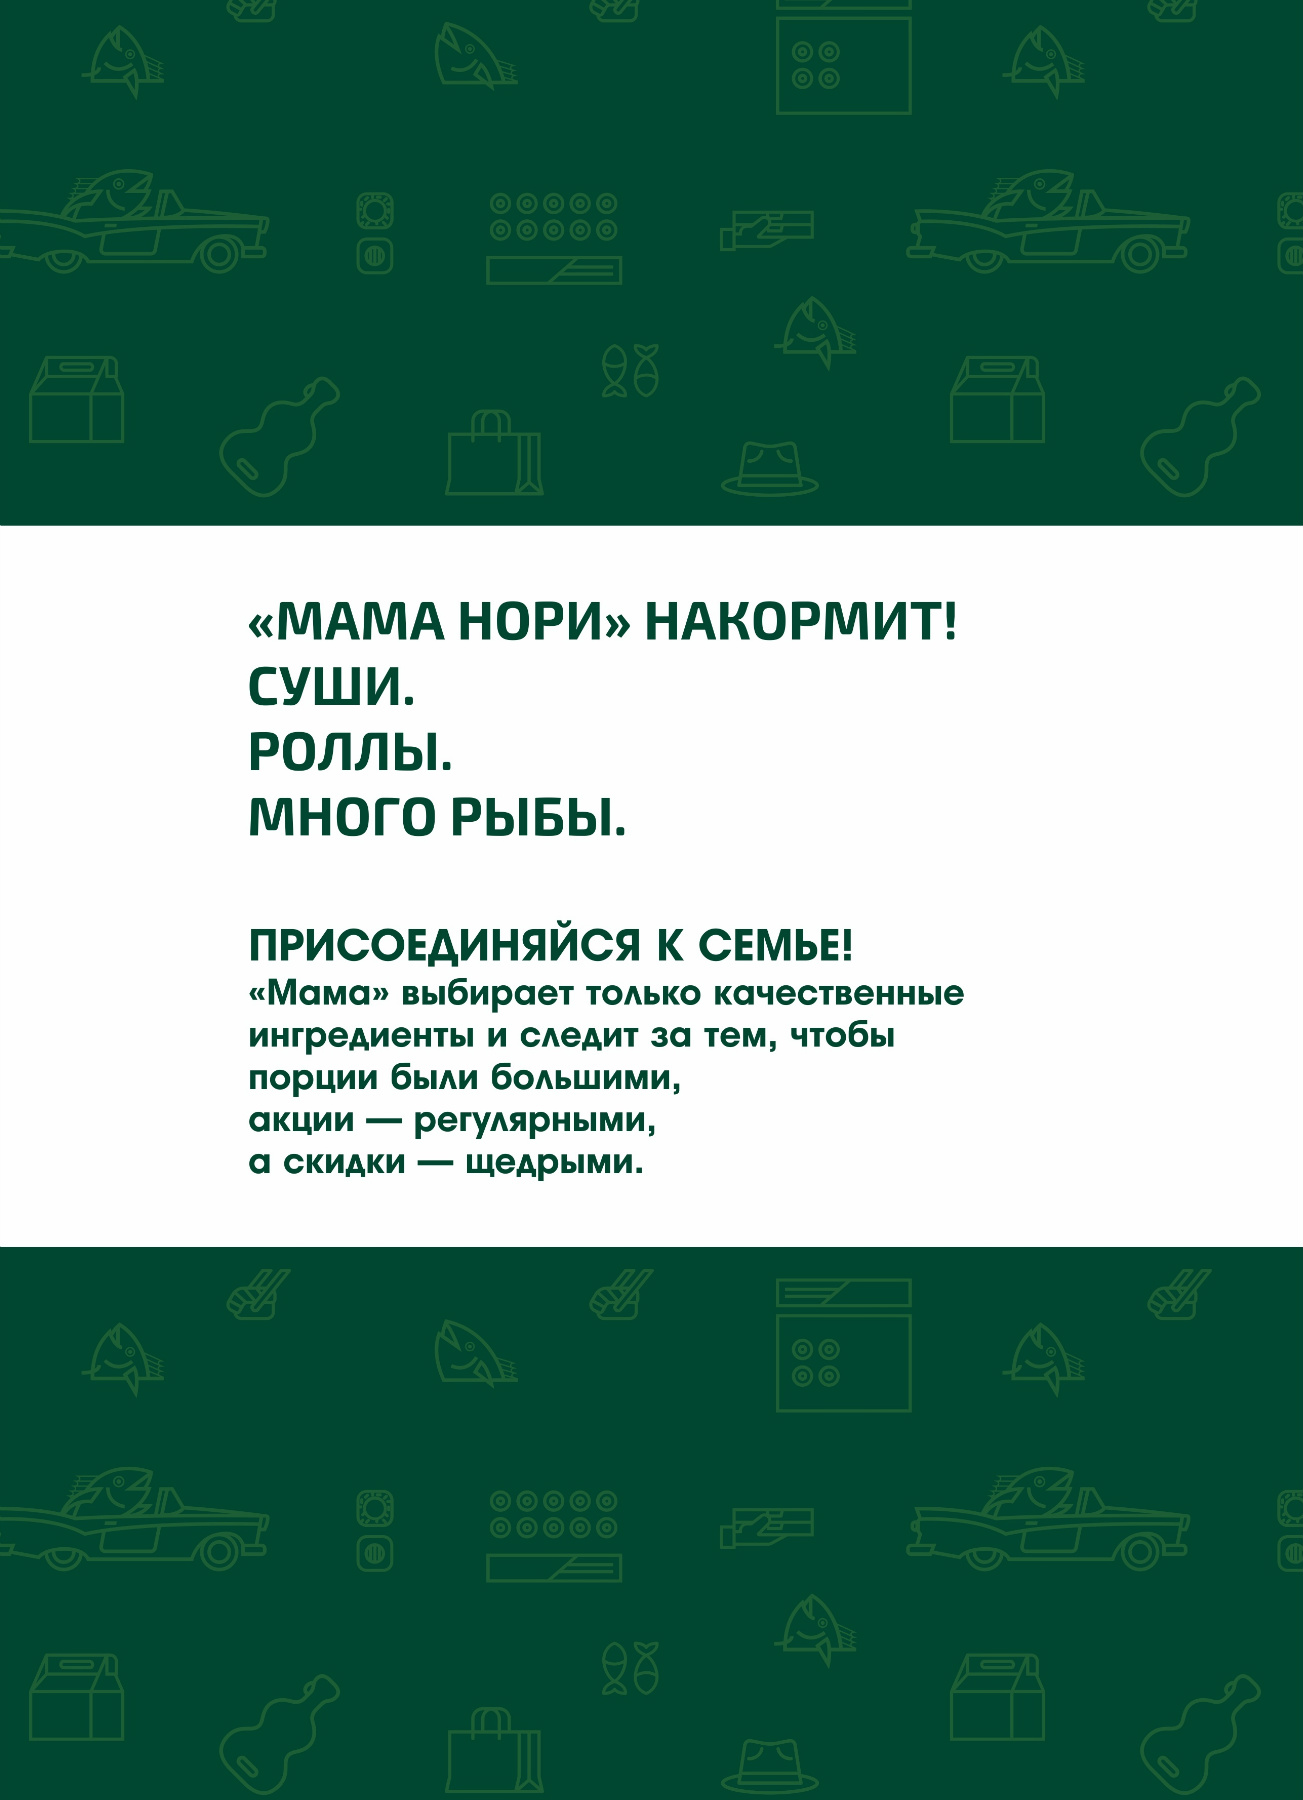 «МАМА НОРИ» НАКОРМИТ!
СУШИ.
РОЛЛЫ.
МНОГО РЫБЫ.
ПРИСОЕДИНЯЙСЯ К СЕМЬЕ!
«Мама» выбирает только качественные
ингредиенты и следит за тем, чтобы
порции были большими,
акции — регулярными,
а скидки — щедрыми.